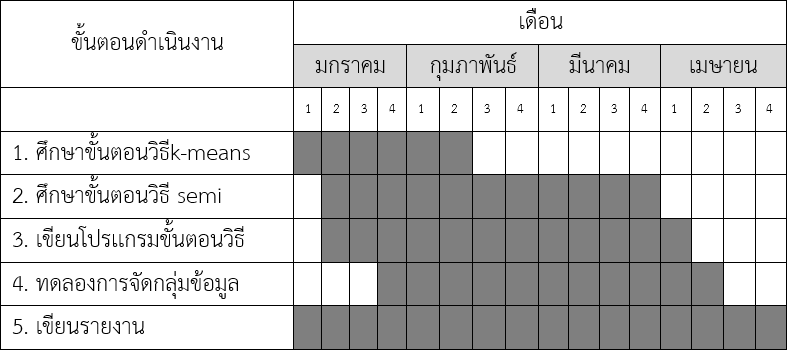 ขั้นตอนดำเนินงาน
เดือน
มกราคม กุมภาพันธ์ มีนาคม เมษายน
1 2 3 4 1 2 3 4 1 2 3 4 1 2 3 4
1. ศึกษาขั้นตอนวิธีk-means
2. ศึกษาขั้นตอนวิธี semi
3. เขียนโปรแกรมขั้นตอนวิธี
4. ทดลองการจัดกลุ่มข้อมูล
5. เขียนรายงาน